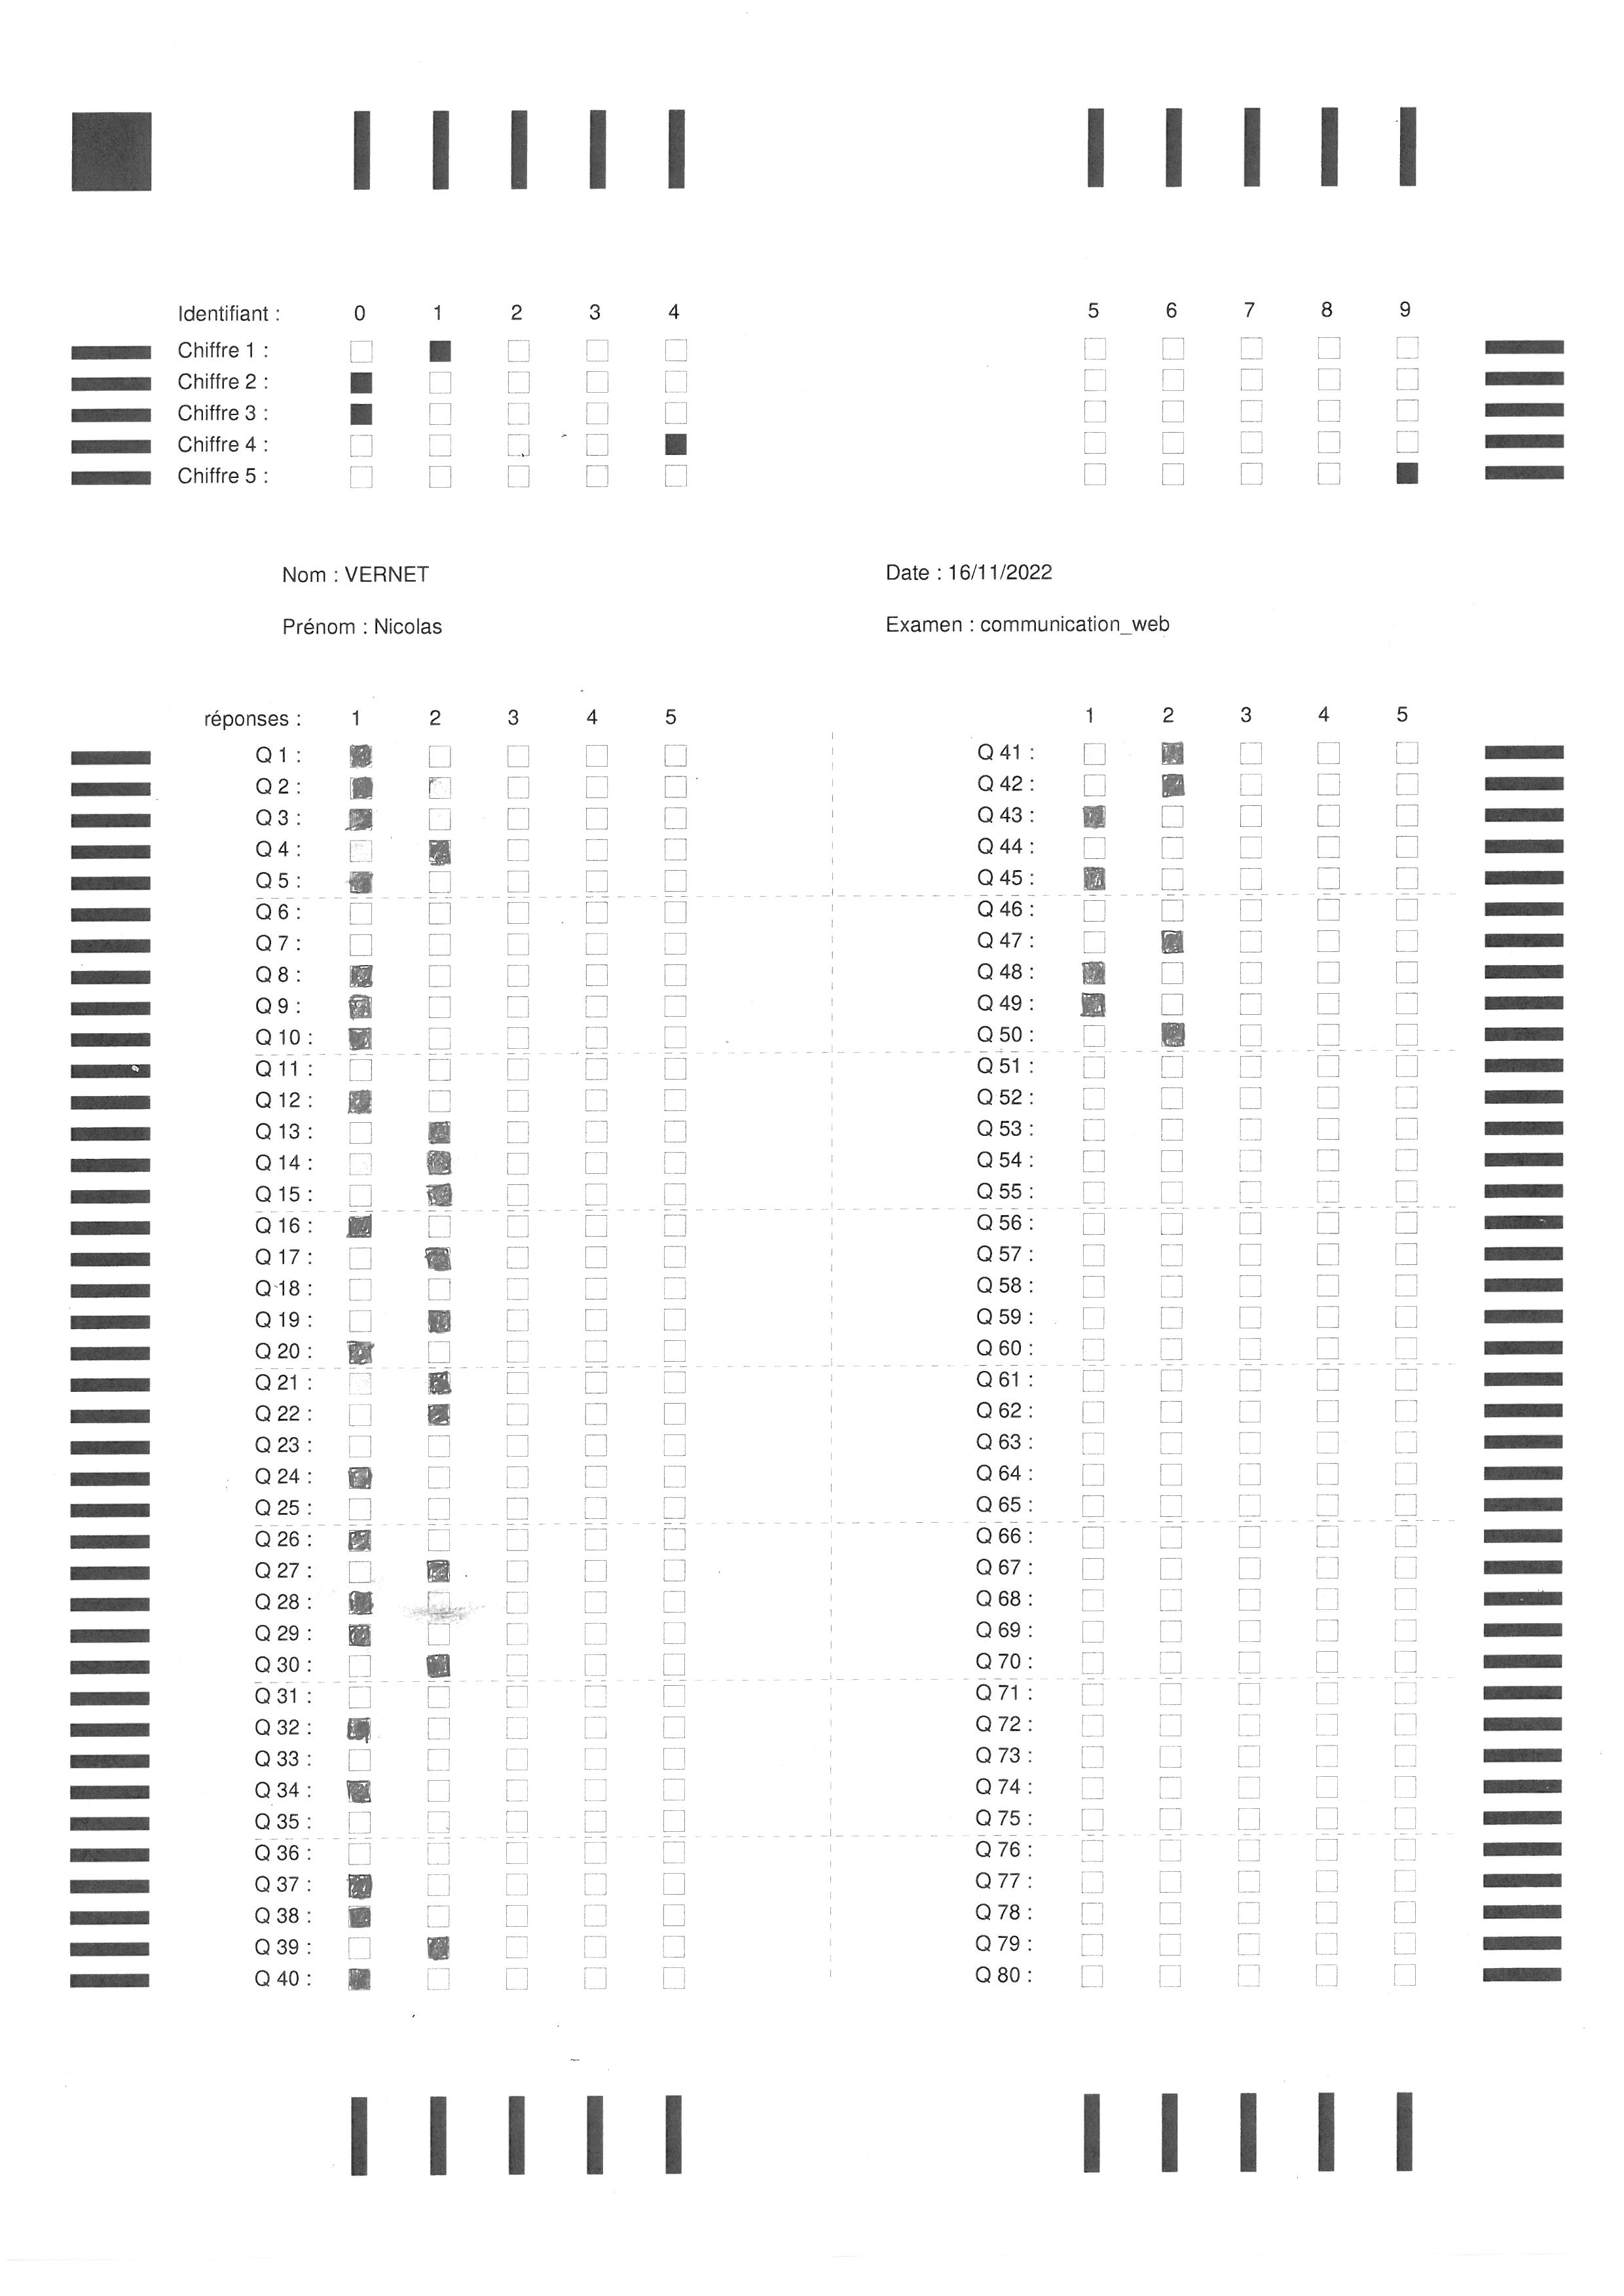 Identifiant : 0 1 2 3 4 5 6 7 8 9
Chiffre 1 :
Chiffre 2 :
Chiffre 3 :
Chiffre 4 :
Chiffre 5 :
Nom : VERNET
Prénom : Nicolas
Date : 16/11/2022
Examen : communication_web
réponses : 1 2 3 4 5
Q 1 :
Q 2 :
Q 3 :
Q 4 :
Q 5 :
Q 6 :
Q 7 :
Q 8 :
Q 9 :
Q 10 :
Q 11 :
Q 12 :
Q 13 :
Q 14 :
Q 15 :
Q 16 :
Q 17 :
Q 18 :
Q 19 :
Q 20 :
Q 21 :
Q 22 :
Q 23 :
Q 24 :
Q 25 :
Q 26 :
Q 27 :
Q 28 :
Q 29 :
Q 30 :
Q 31 :
Q 32 :
Q 33 :
Q 34 :
Q 35 :
Q 36 :
Q 37 :
Q 38 :
Q 39 :
Q 40 :
1 2 3 4 5
Q 41 :
Q 42 :
Q 43 :
Q 44 :
Q 45 :
Q 46 :
Q 47 :
Q 48 :
Q 49 :
Q 50 :
Q 51 :
Q 52 :
Q 53 :
Q 54 :
Q 55 :
Q 56 :
Q 57 :
Q 58 :
Q 59 :
Q 60 :
Q 61 :
Q 62 :
Q 63 :
Q 64 :
Q 65 :
Q 66 :
Q 67 :
Q 68 :
Q 69 :
Q 70 :
Q 71 :
Q 72 :
Q 73 :
Q 74 :
Q 75 :
Q 76 :
Q 77 :
Q 78 :
Q 79 :
Q 80 :